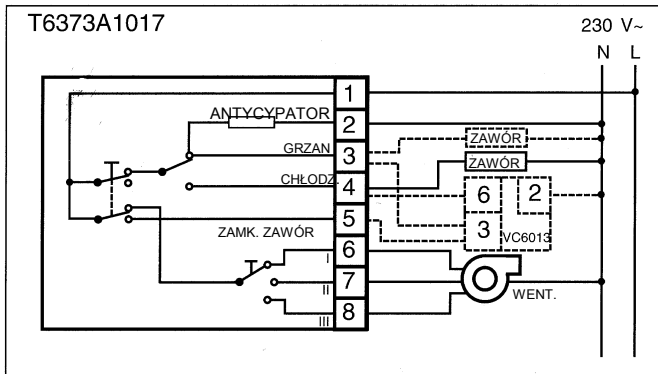 T6373A1017
230 V~
N L
1
ANTYCYPATOR
2
ZAWÓR
GRZAN
3
ZAWÓR
CHŁODZ.
4
6 2
5
ZAMK. ZAWÓR
3 VC6013
I
6
II
7
WENT.
III
8